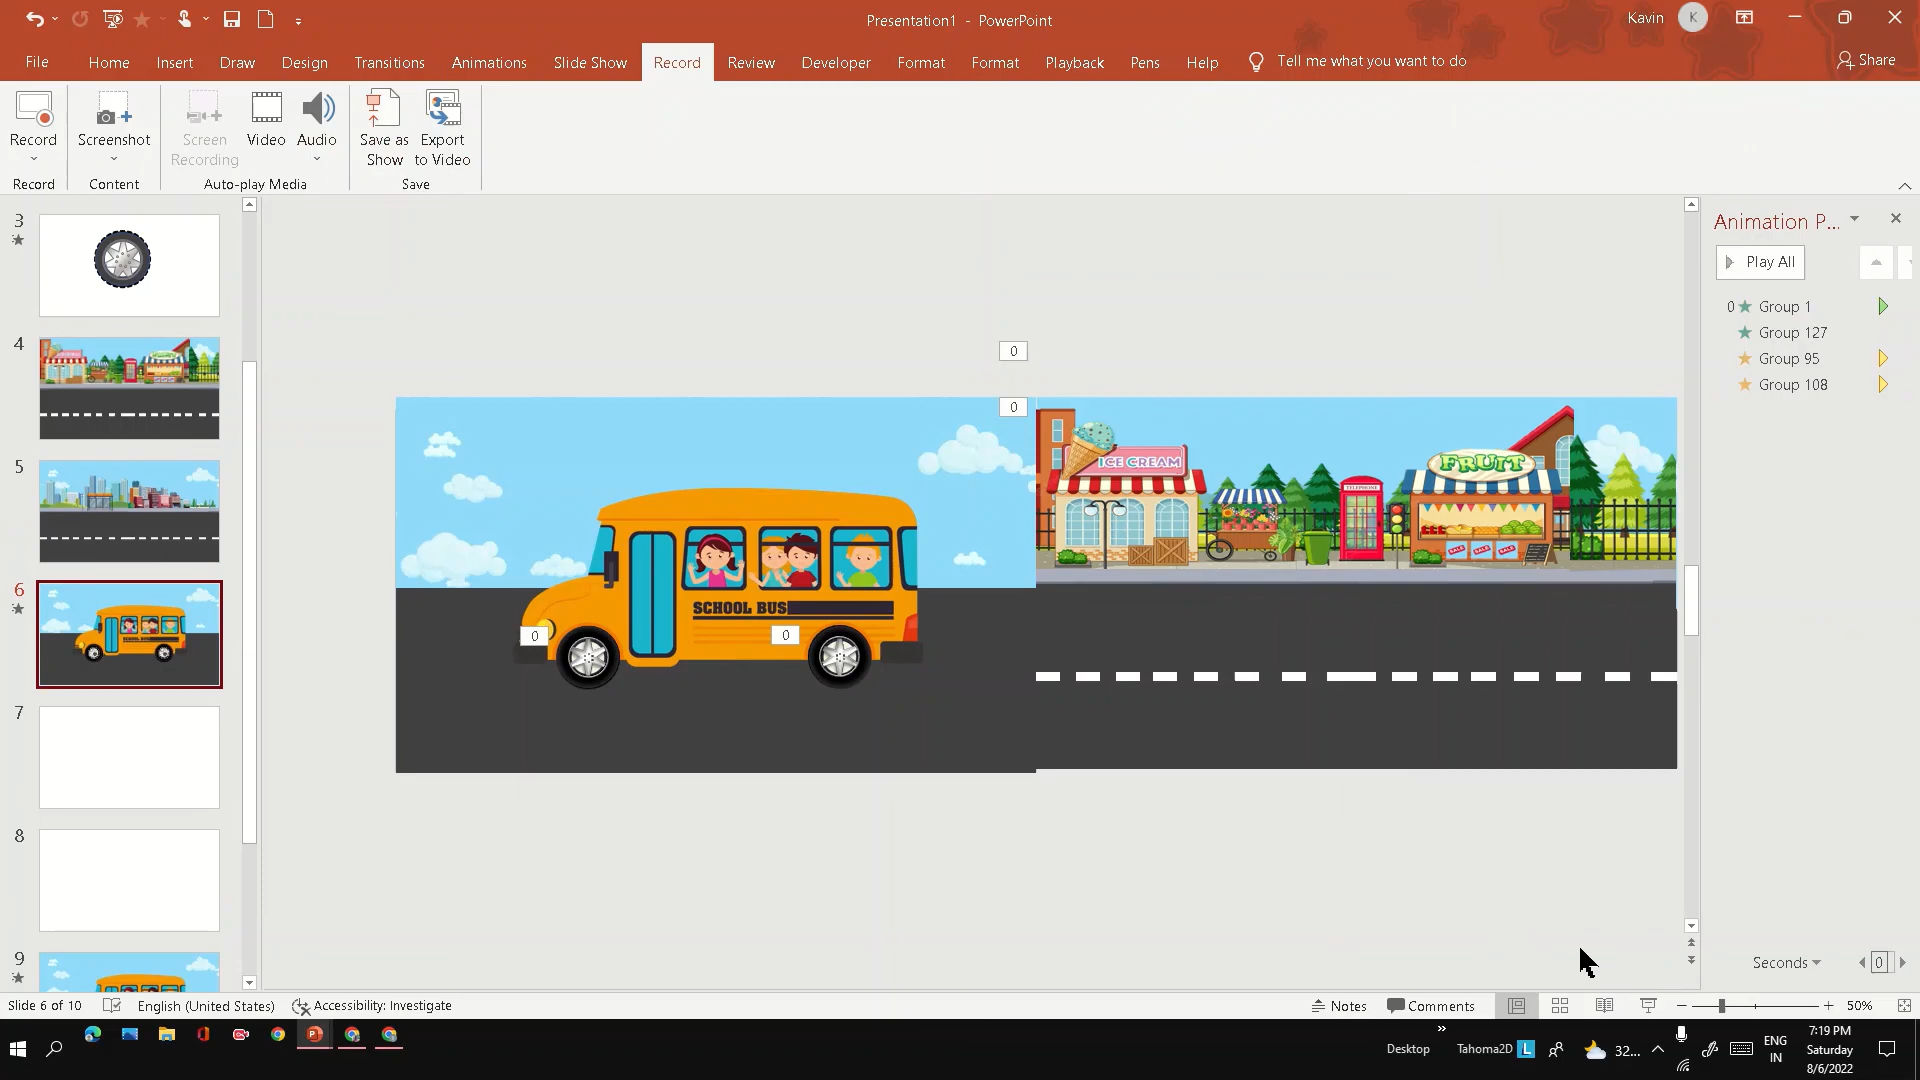 Presentation1 - PowerPoint
Kavin
K
File
Home
Insert
Draw
Design
Transitions
Animations
Slide Show
Record
Review
Developer
Format
Format
Playback
Pens
Help
Tell me what you want to do
Share
Record
Screenshot
Screen
Recording
Video
Audio
Save as
Show
Export
to Video
Record
Content
Auto-play Media
Save
3
4
5
6
7
8
9
0
0
ICE CREAM
FRUIT
TELEPHONE
SALE
SALE
SALE
SCHOOL BUS
0
0
Animation P...
Play All
0
Group 1
Group 127
Group 95
Group 108
Seconds
0
Slide 6 of 10
English (United States)
Accessibility: Investigate
Notes
Comments
50%
Desktop
Tahoma2D
L
32...
ENG
IN
7:19 PM
Saturday
8/6/2022